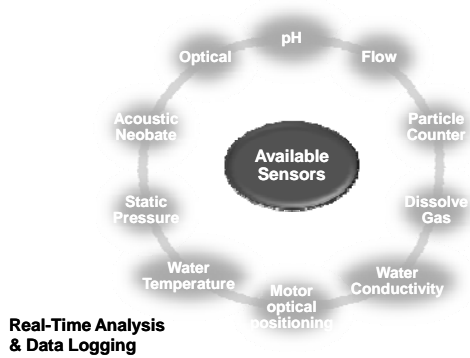 pH
Optical
Flow
Acoustic
Neobate
Particle
Counter
Available
Sensors
Static
Pressure
Dissolve
Gas
Water
Temperature
Water
Conductivity
Motor
optical
positioning
Real-Time Analysis
& Data Logging